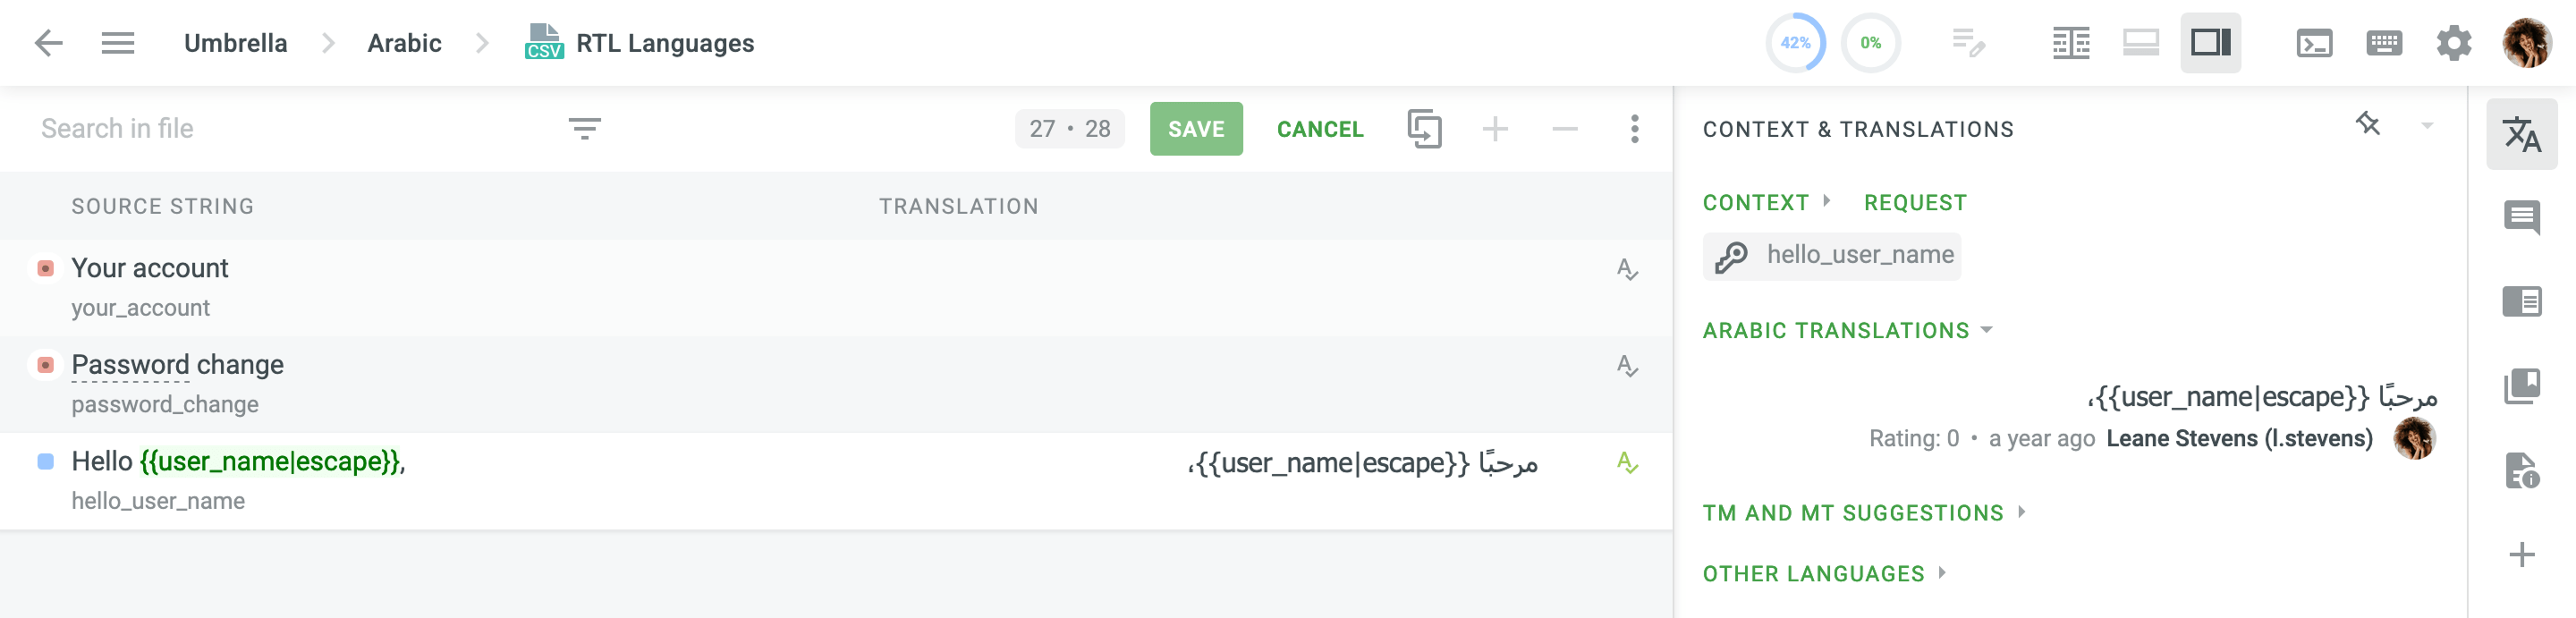 Umbrella
Arabic
CSV
RTL Languages
42%
0%
Search in file
27 • 28
SAVE
CANCEL
SOURCE STRING
TRANSLATION
Your account
your_account
Password change
password_change
Hello {{user_name|escape}},
hello_user_name
مرحبًا {{user_name|escape}}،
CONTEXT & TRANSLATIONS
CONTEXT
REQUEST
hello_user_name
ARABIC TRANSLATIONS
مرحبًا {{user_name|escape}}،
Rating: 0 • a year ago Leane Stevens (l.stevens)
TM AND MT SUGGESTIONS
OTHER LANGUAGES